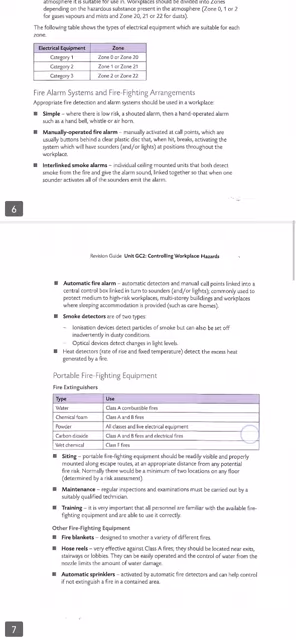 atmosphere it is suitable for use in. Workplaces should be divided into zones
depending on the hazardous substance present in the atmosphere (Zone 0, 1 or 2
for gases vapours and mists and Zone 20, 21 or 22 for dusts).
The following table shows the types of electrical equipment which are suitable for each
zone.
Electrical Equipment Zone
Category 1 Zone 0 or Zone 20
Category 2 Zone 1 or Zone 21
Category 3 Zone 2 or Zone 22
Fire Alarm Systems and Fire-Fighting Arrangements
Appropriate fire detection and alarm systems should be used in a workplace:
■ Simple – where there is low risk, a shouted alarm, then a hand-operated alarm
such as a hand bell, whistle or air horn.
■ Manually-operated fire alarm – manually activated at call points, which are
usually buttons behind a clear plastic disc that, when hit, breaks, activating the
system which will have sounders (and/or lights) at positions throughout the
workplace.
■ Interlinked smoke alarms – individual ceiling mounted units that both detect
smoke from the fire and give the alarm sound, linked together so that when one
sounder activates all of the sounders emit the alarm.
6
Revision Guide Unit GC2: Controlling Workplace Hazards
■ Automatic fire alarm – automatic detectors and manual call points linked into a
central control box linked in turn to sounders (and/or lights); commonly used to
protect medium to high-risk workplaces, multi-storey buildings and workplaces
where sleeping accommodation is provided (such as care homes).
■ Smoke detectors are of two types:
– Ionisation devices detect particles of smoke but can also be set off
inadvertently in dusty conditions.
– Optical devices detect changes in light levels.
■ Heat detectors (rate of rise and fixed temperature) detect the excess heat
generated by a fire.
Portable Fire-Fighting Equipment
Fire Extinguishers
Type Use
Water Class A combustible fires
Chemical foam Class A and B fires
Powder All classes and live electrical equipment
Carbon dioxide Class A and B fires and electrical fires
Wet chemical Class F fires
■ Siting – portable fire-fighting equipment should be readily visible and properly
mounted along escape routes, at an appropriate distance from any potential
fire risk. Normally there would be a minimum of two locations on any floor
(determined by a risk assessment).
■ Maintenance – regular inspections and examinations must be carried out by a
suitably qualified technician.
■ Training – it is very important that all personnel are familiar with the available fire-
fighting equipment and are able to use it correctly.
Other Fire-Fighting Equipment
■ Fire blankets – designed to smother a variety of different fires.
■ Hose reels – very effective against Class A fires, they should be located near exits,
stairways or lobbies. They can be easily operated and the control of water from the
nozzle limits the amount of water damage.
■ Automatic sprinklers – activated by automatic fire detectors and can help control
if not extinguish a fire in a contained area.
7